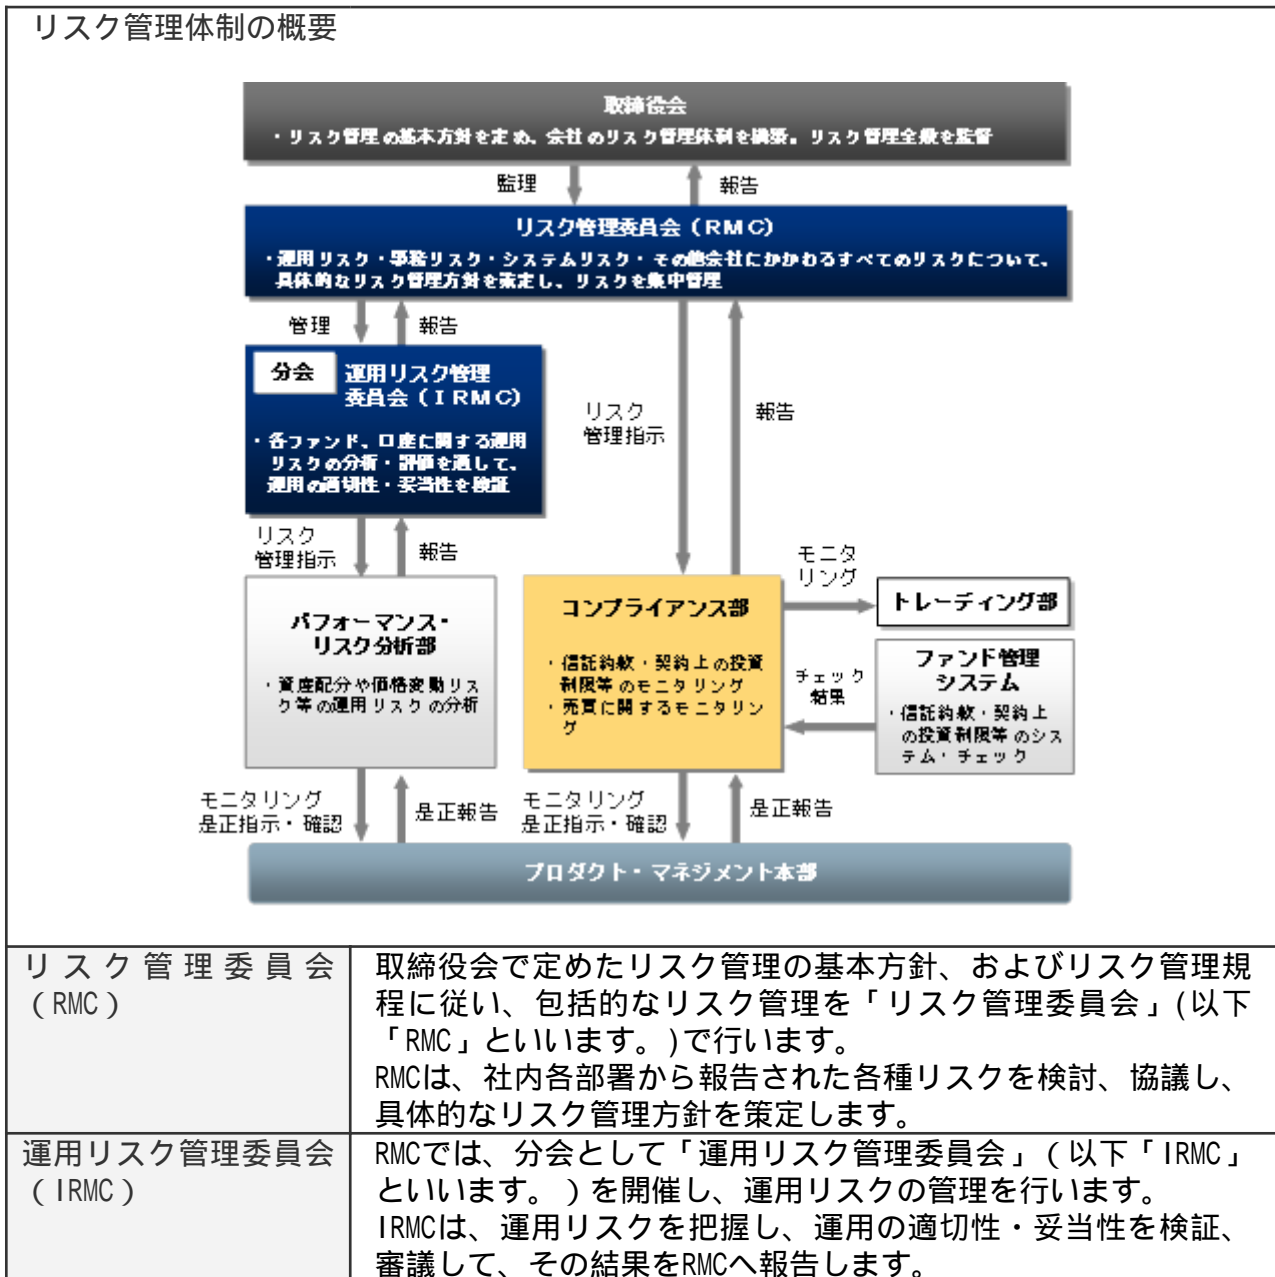 リスク管理体制の概要
取締役会
・リスク管理の基本方針を定め、会社のリスク管理体制を構築。リスク管理全般を監督
監理
報告
リスク管理委員会（ＲＭＣ）
・運用リスク・事務リスク・システムリスク・その他会社にかかわるすべてのリスクについて、
具体的なリスク管理方針を策定し、リスクを集中管理
管理
報告
分会
運用リスク管理
委員会（ＩＲＭＣ）
・各ファンド、口座に関する運用
リスクの分析・評価を通して、
運用の適切性・妥当性を検証
リスク
管理指示
報告
リスク
管理指示
報告
パフォーマンス・
リスク分析部
・資産配分や価格変動リス
ク等の運用リスクの分析
コンプライアンス部
・信託約款・契約上の投資
制限等のモニタリング
・売買に関するモニタリン
グ
モニタ
リング
トレーディング部
チェック
結果
ファンド管理
システム
・信託約款・契約上
の投資制限等のシス
テム・チェック
モニタリング
是正指示・確認
是正報告
モニタリング
是正指示・確認
是正報告
プロダクト・マネジメント本部
リスク管理委員会
（RMC）
取締役会で定めたリスク管理の基本方針、およびリスク管理規
程に従い、包括的なリスク管理を「リスク管理委員会」(以下
「RMC」といいます。)で行います。
RMCは、社内各部署から報告された各種リスクを検討、協議し、
具体的なリスク管理方針を策定します。
運用リスク管理委員会
（IRMC）
RMCでは、分会として「運用リスク管理委員会」（以下「IRMC」
といいます。）を開催し、運用リスクの管理を行います。
IRMCは、運用リスクを把握し、運用の適切性・妥当性を検証、
審議して、その結果をRMCへ報告します。